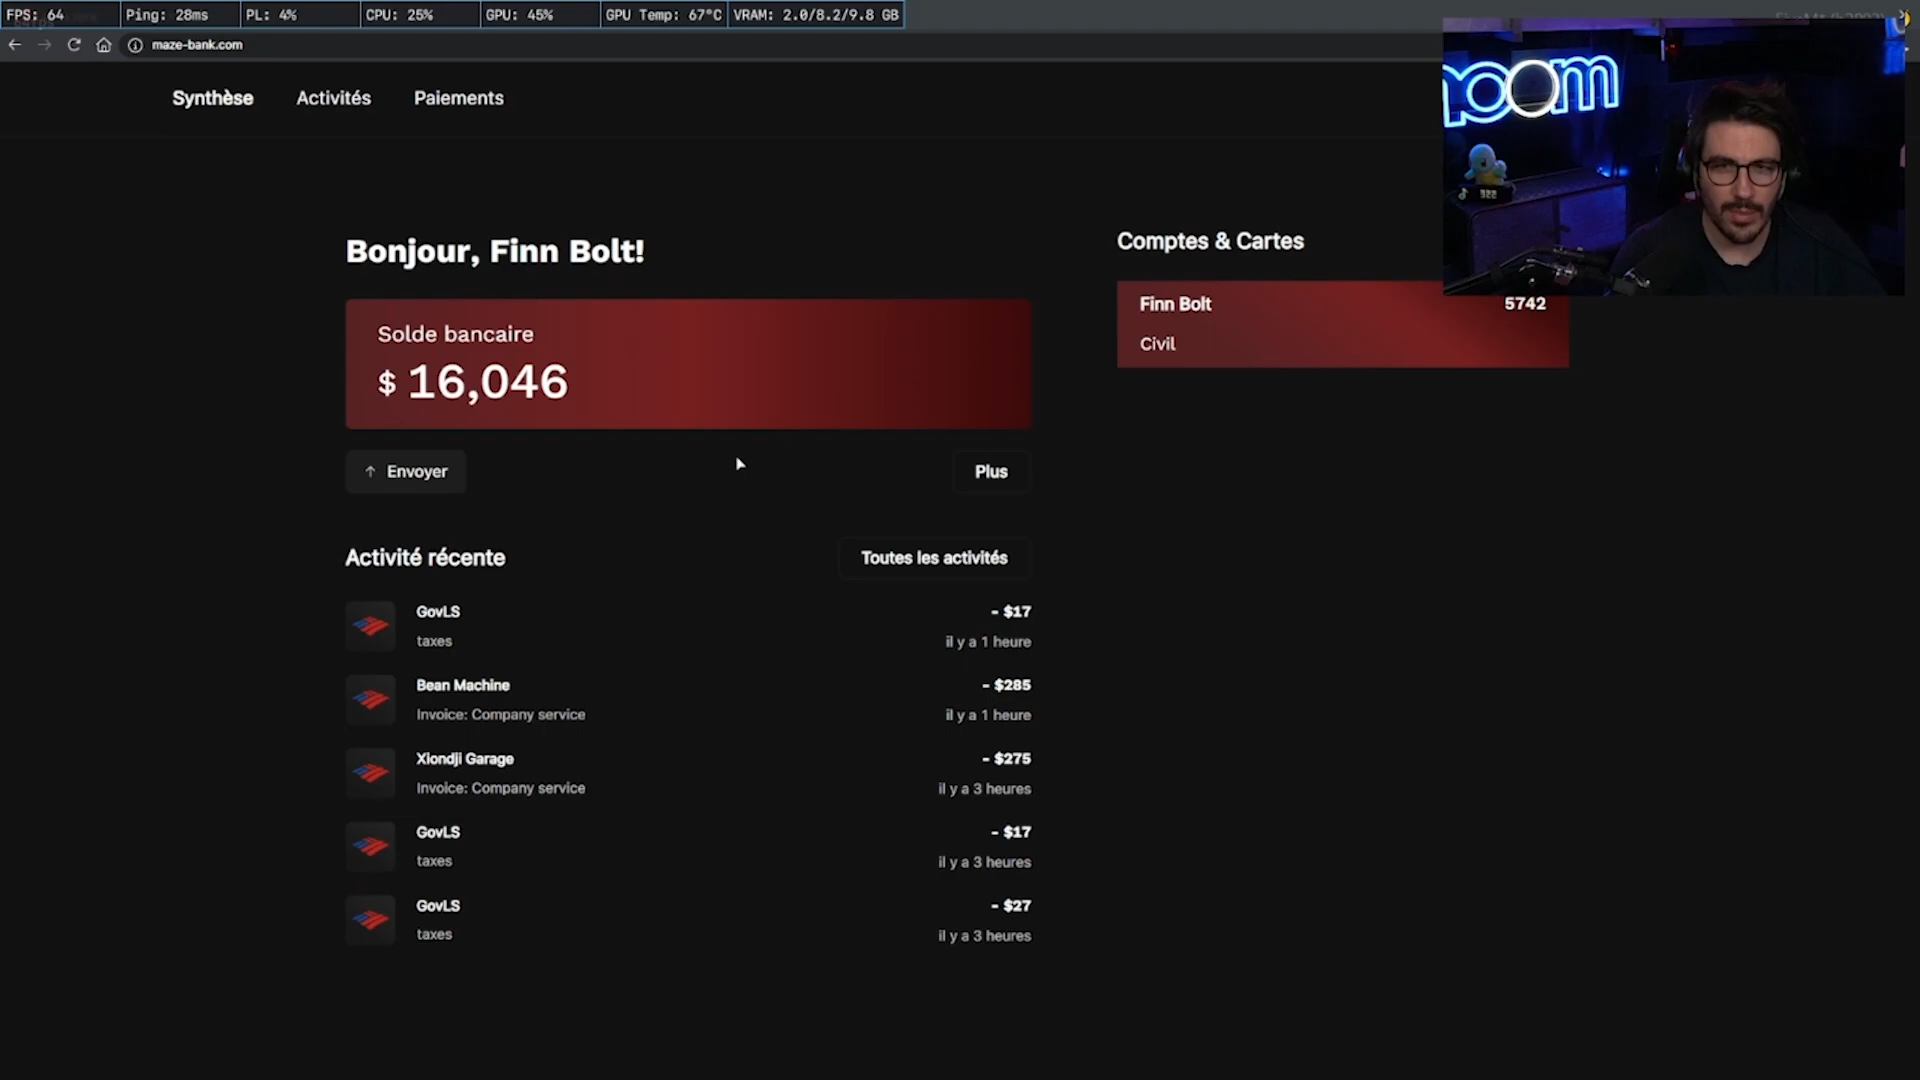 FPS: 64
Ping: 28ms
PL: 4%
CPU: 25%
GPU: 45%
GPU Temp: 67°C
VRAM: 2.0/8.2/9.8 GB
maze-bank.com
Synthèse
Activités
Paiements
noom
Bonjour, Finn Bolt!
Solde bancaire
$ 16,046
Envoyer
Plus
Comptes & Cartes
Finn Bolt
5742
Civil
Activité récente
Toutes les activités
GovLS
- $17
taxes
il y a 1 heure
Bean Machine
- $285
Invoice: Company service
il y a 1 heure
Xiondji Garage
- $275
Invoice: Company service
il y a 3 heures
GovLS
- $17
taxes
il y a 3 heures
GovLS
- $27
taxes
il y a 3 heures